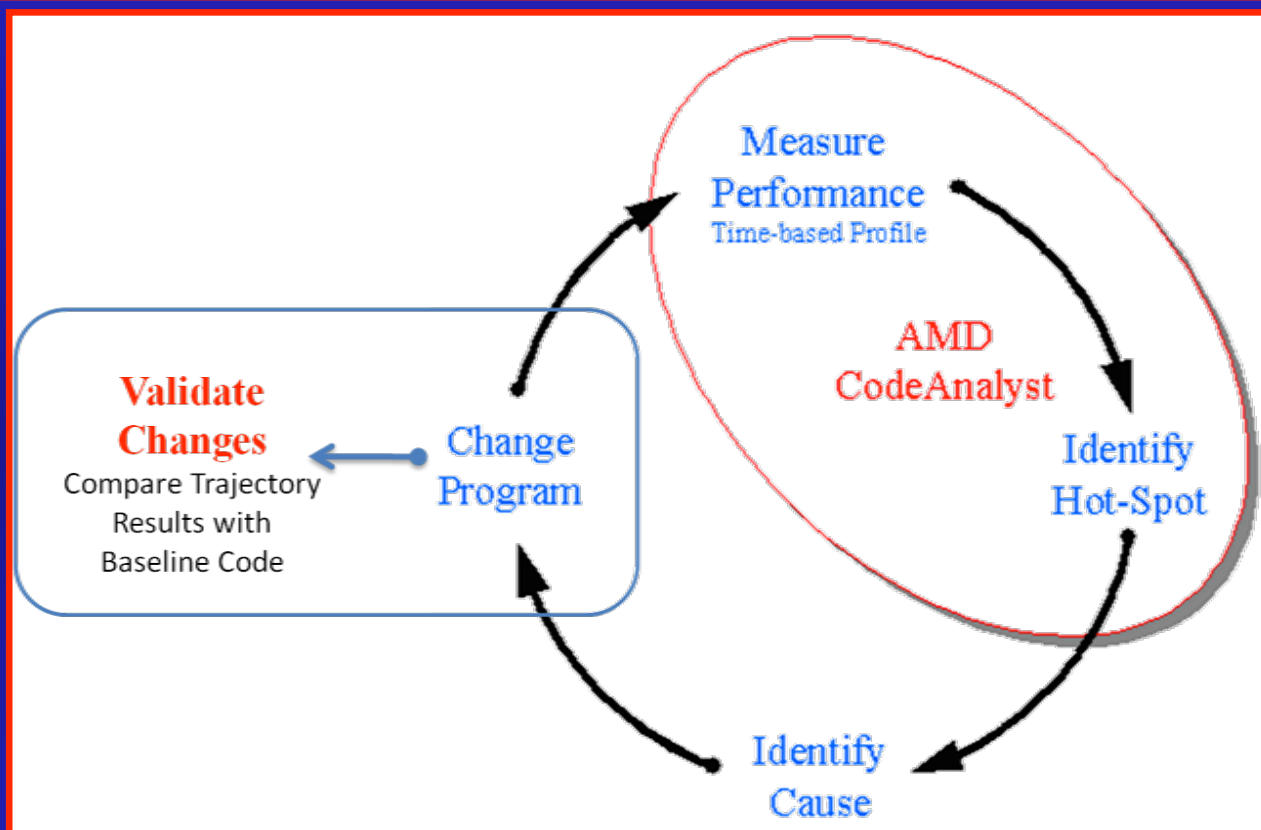 Measure
Performance
Time-based Profile
AMD
CodeAnalyst
Validate
Changes
Compare Trajectory
Results with
Baseline Code
Change
Program
Identify
Hot-Spot
Identify
Cause